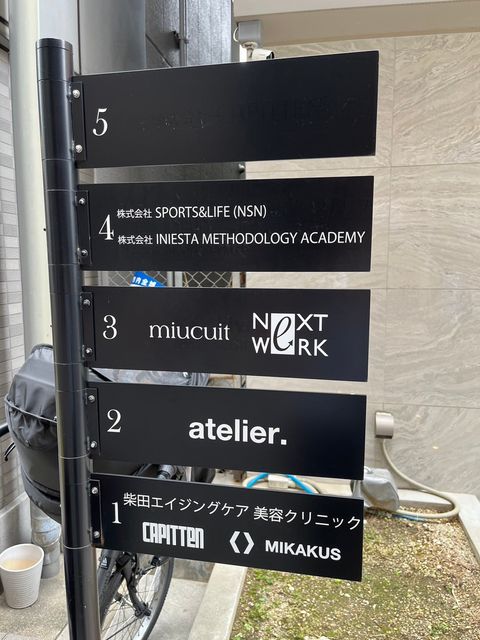 5
4
株式会社 SPORTS&LIFE (NSN)
株式会社 INIESTA METHODOLOGY ACADEMY
3 miucuit NeXT WeRK
2 atelier.
1 柴田エイジングケア 美容クリニック
CAPITTEN MIKAKUS